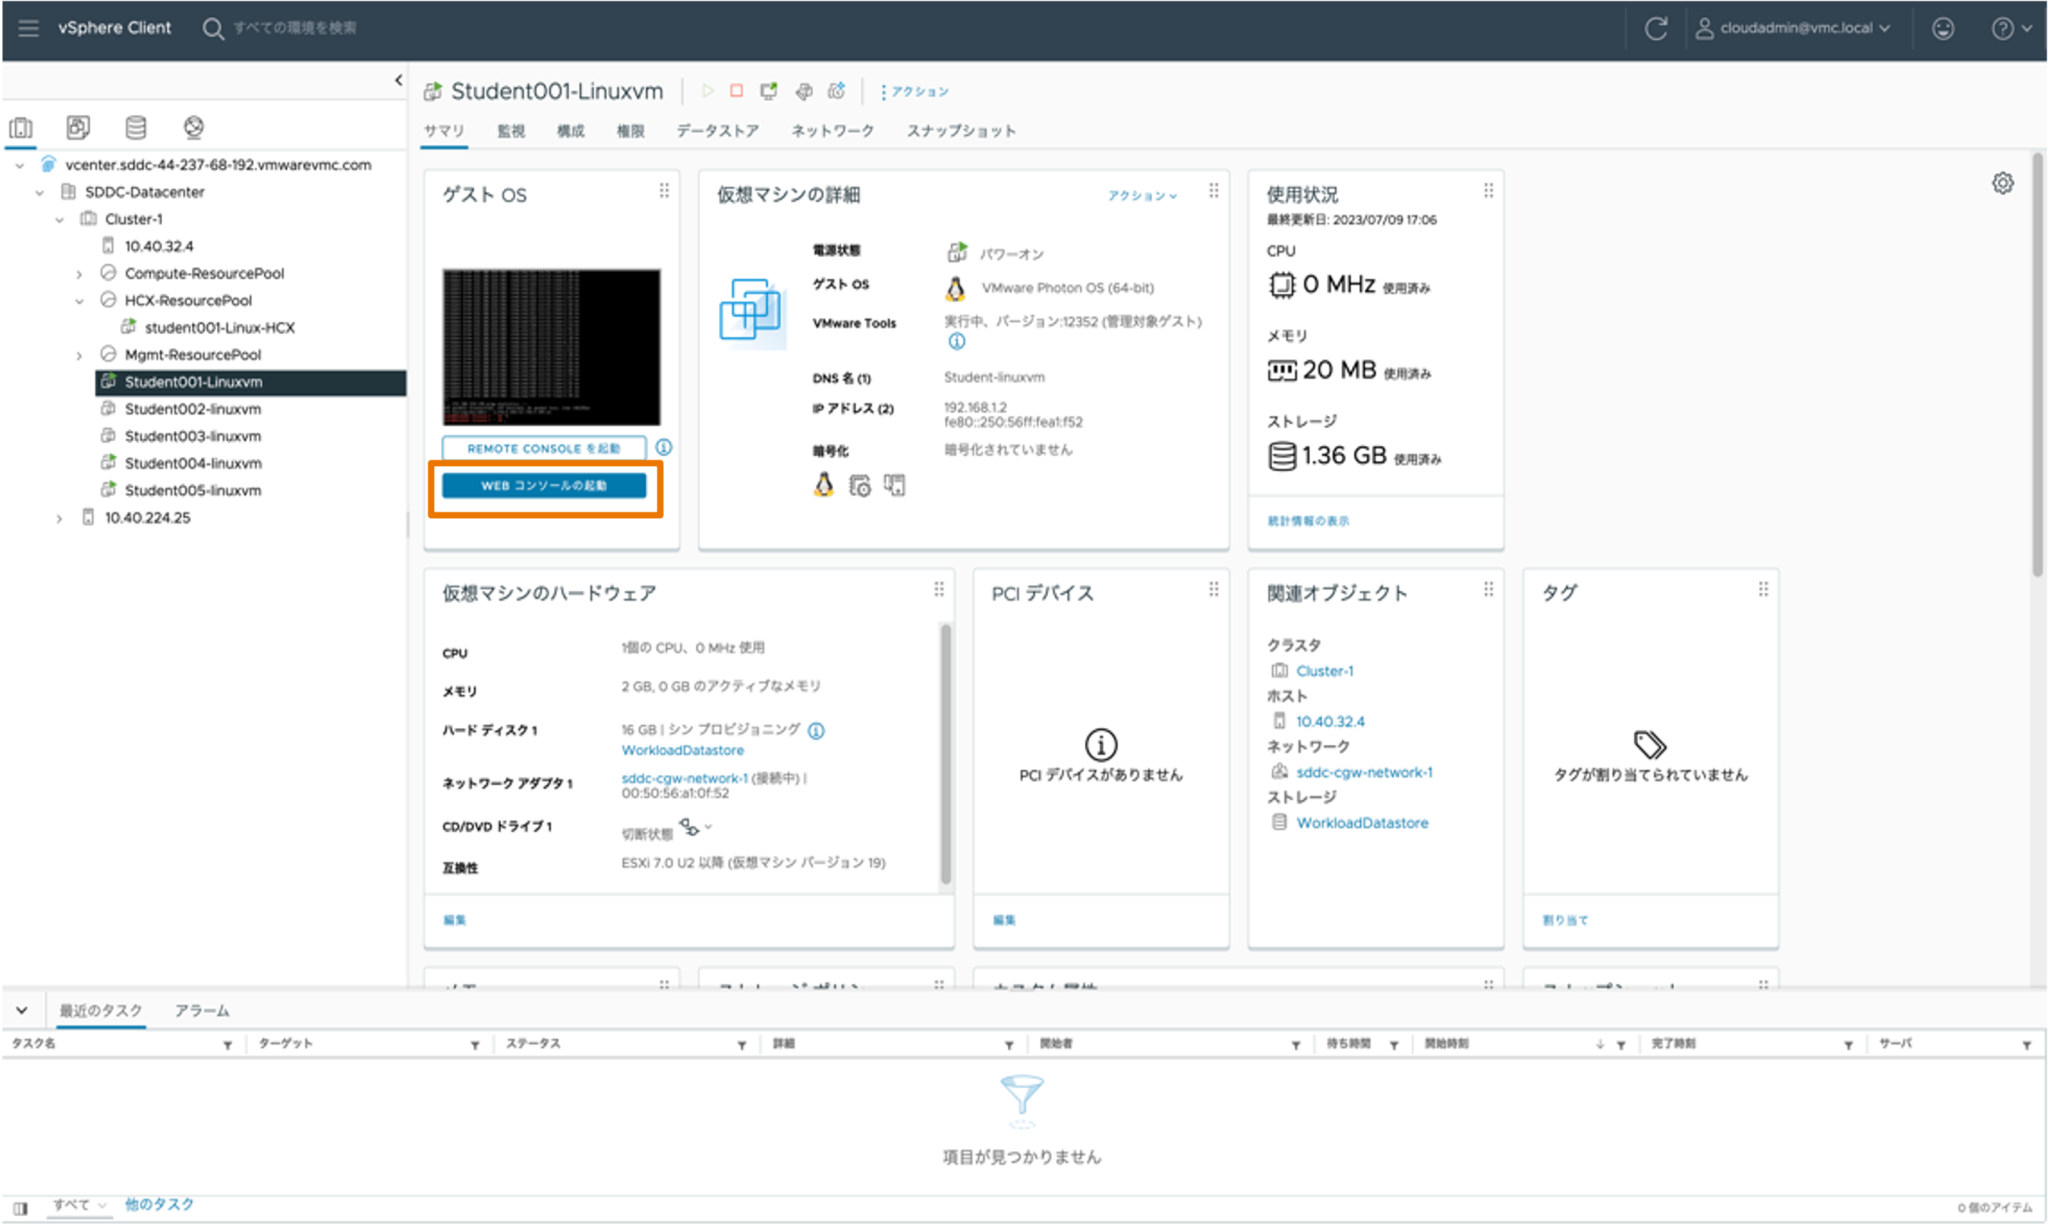 vSphere Client
すべての環境を検索
cloudadmin@vmc.local
vcenter.sddc-44-237-68-192.vmwarevmc.com
SDDC-Datacenter
Cluster-1
10.40.32.4
Compute-ResourcePool
HCX-ResourcePool
student001-Linux-HCX
Mgmt-ResourcePool
Student001-Linuxvm
Student002-linuxvm
Student003-linuxvm
Student004-linuxvm
Student005-linuxvm
10.40.224.25
Student001-Linuxvm
アクション
サマリ 監視 構成 権限 データストア ネットワーク スナップショット
ゲスト OS
REMOTE CONSOLE を起動
WEB コンソールの起動
仮想マシンの詳細
アクション
電源状態 パワーオン
ゲスト OS VMware Photon OS (64-bit)
VMware Tools 実行中、バージョン:12352 (管理対象ゲスト)
DNS 名 (1) Student-linuxvm
IP アドレス (2) 192.168.1.2
fe80::250:56ff:fea1:f52
暗号化 暗号化されていません
使用状況
最終更新日: 2023/07/09 17:06
CPU
0 MHz 使用済み
メモリ
20 MB 使用済み
ストレージ
1.36 GB 使用済み
統計情報の表示
仮想マシンのハードウェア
CPU 1個の CPU、0 MHz 使用
メモリ 2 GB, 0 GB のアクティブなメモリ
ハード ディスク 1 16 GB | シン プロビジョニング
WorkloadDatastore
ネットワーク アダプタ 1 sddc-cgw-network-1 (接続中) |
00:50:56:a1:0f:52
CD/DVD ドライブ 1 切断状態
互換性 ESXi 7.0 U2 以降 (仮想マシン バージョン 19)
編集
PCI デバイス
PCI デバイスがありません
編集
関連オブジェクト
クラスタ
Cluster-1
ホスト
10.40.32.4
ネットワーク
sddc-cgw-network-1
ストレージ
WorkloadDatastore
タグ
タグが割り当てられていません
割り当て
最近のタスク アラーム
タスク名 ターゲット ステータス 詳細 開始者 待ち時間 開始時刻 完了時刻 サーバ
項目が見つかりません
すべて 他のタスク
0 個のアイテム